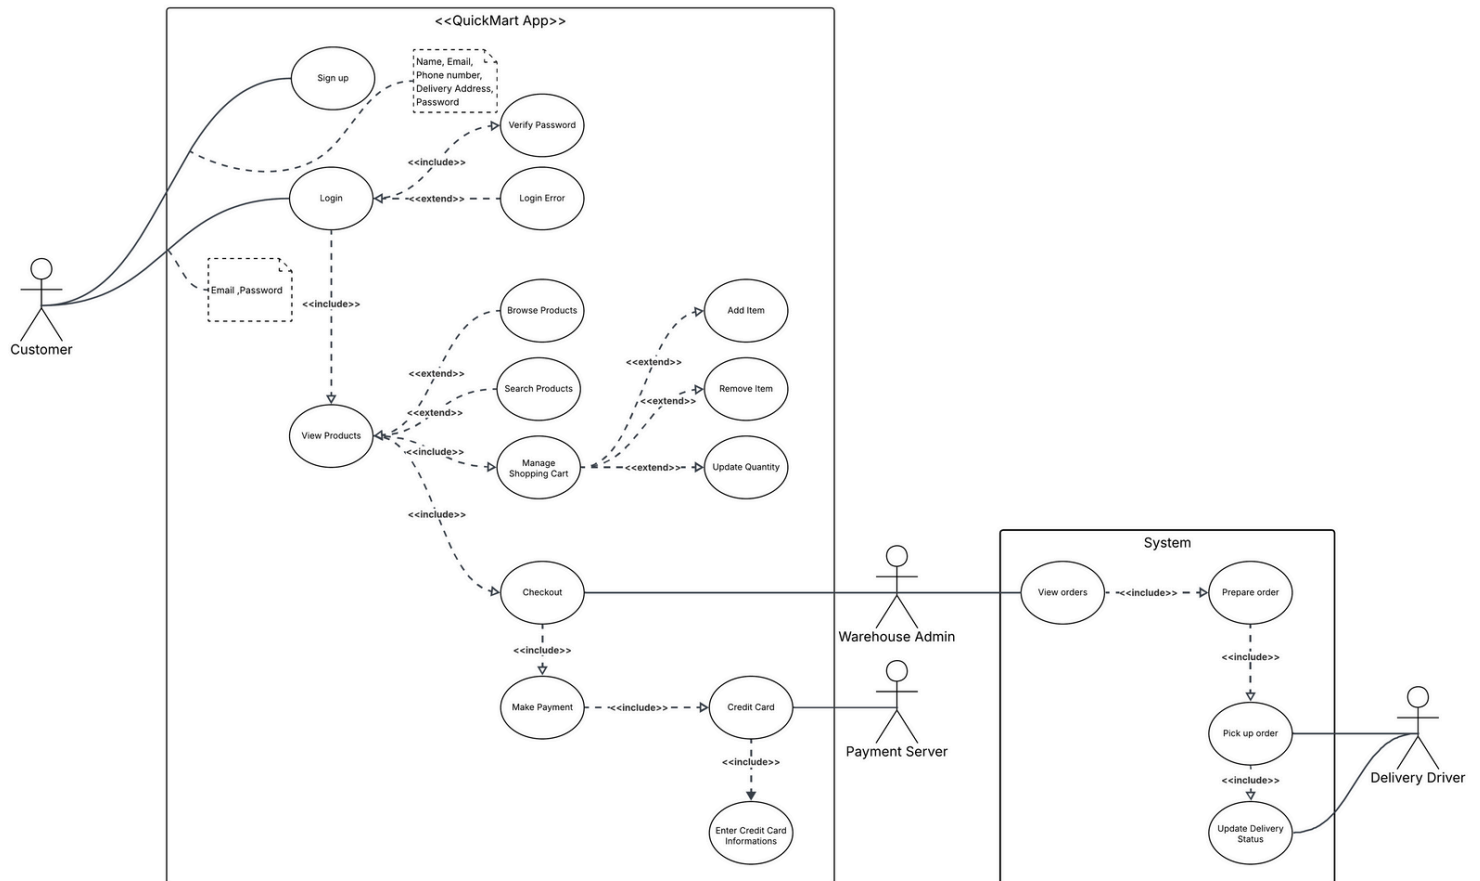 <<QuickMart App>>
Sign up
Name, Email,
Phone number,
Delivery Address,
Password
Verify Password
<<include>>
Login
<<extend>>
Login Error
Email ,Password
<<include>>
Customer
Browse Products
Add Item
<<extend>>
<<extend>>
Search Products
Remove Item
<<extend>>
<<extend>>
View Products
<<include>>
Manage
Shopping Cart
<<extend>>
Update Quantity
<<include>>
Checkout
Warehouse Admin
System
View orders
<<include>>
Prepare order
<<include>>
<<include>>
Make Payment
<<include>>
Credit Card
Payment Server
Pick up order
Delivery Driver
<<include>>
<<include>>
Enter Credit Card
Informations
Update Delivery
Status